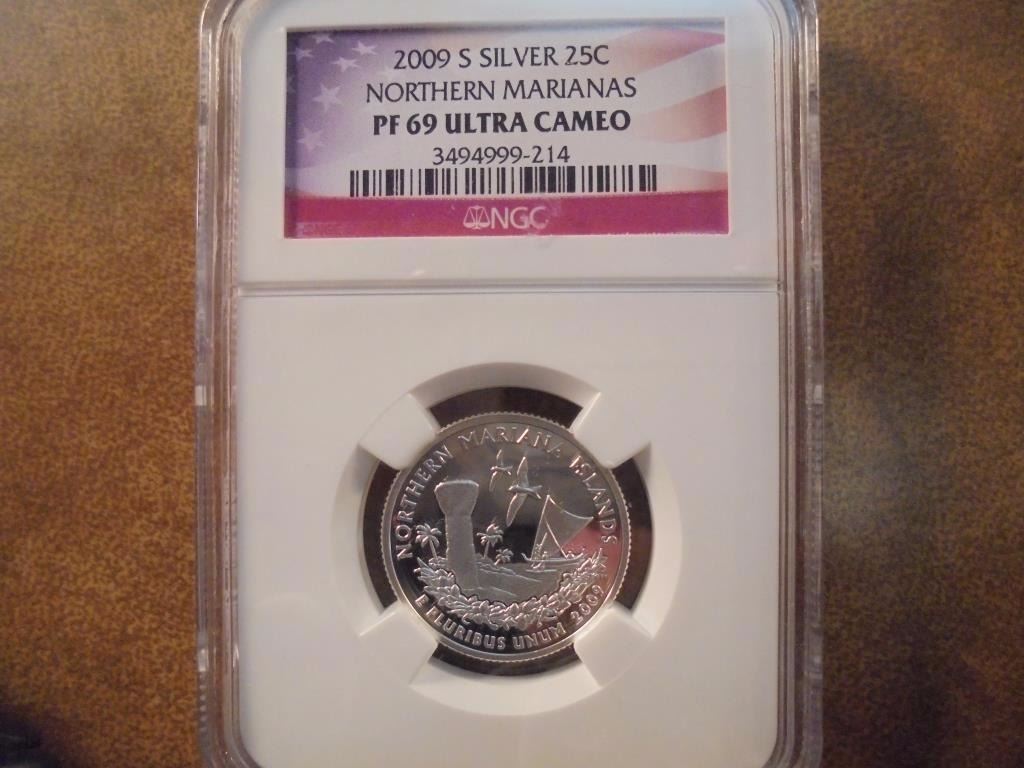 2009 S SILVER 25C
NORTHERN MARIANAS
PF 69 ULTRA CAMEO
3494999-214
NGC
NORTHERN MARIANA ISLANDS
E PLURIBUS UNUM 2009